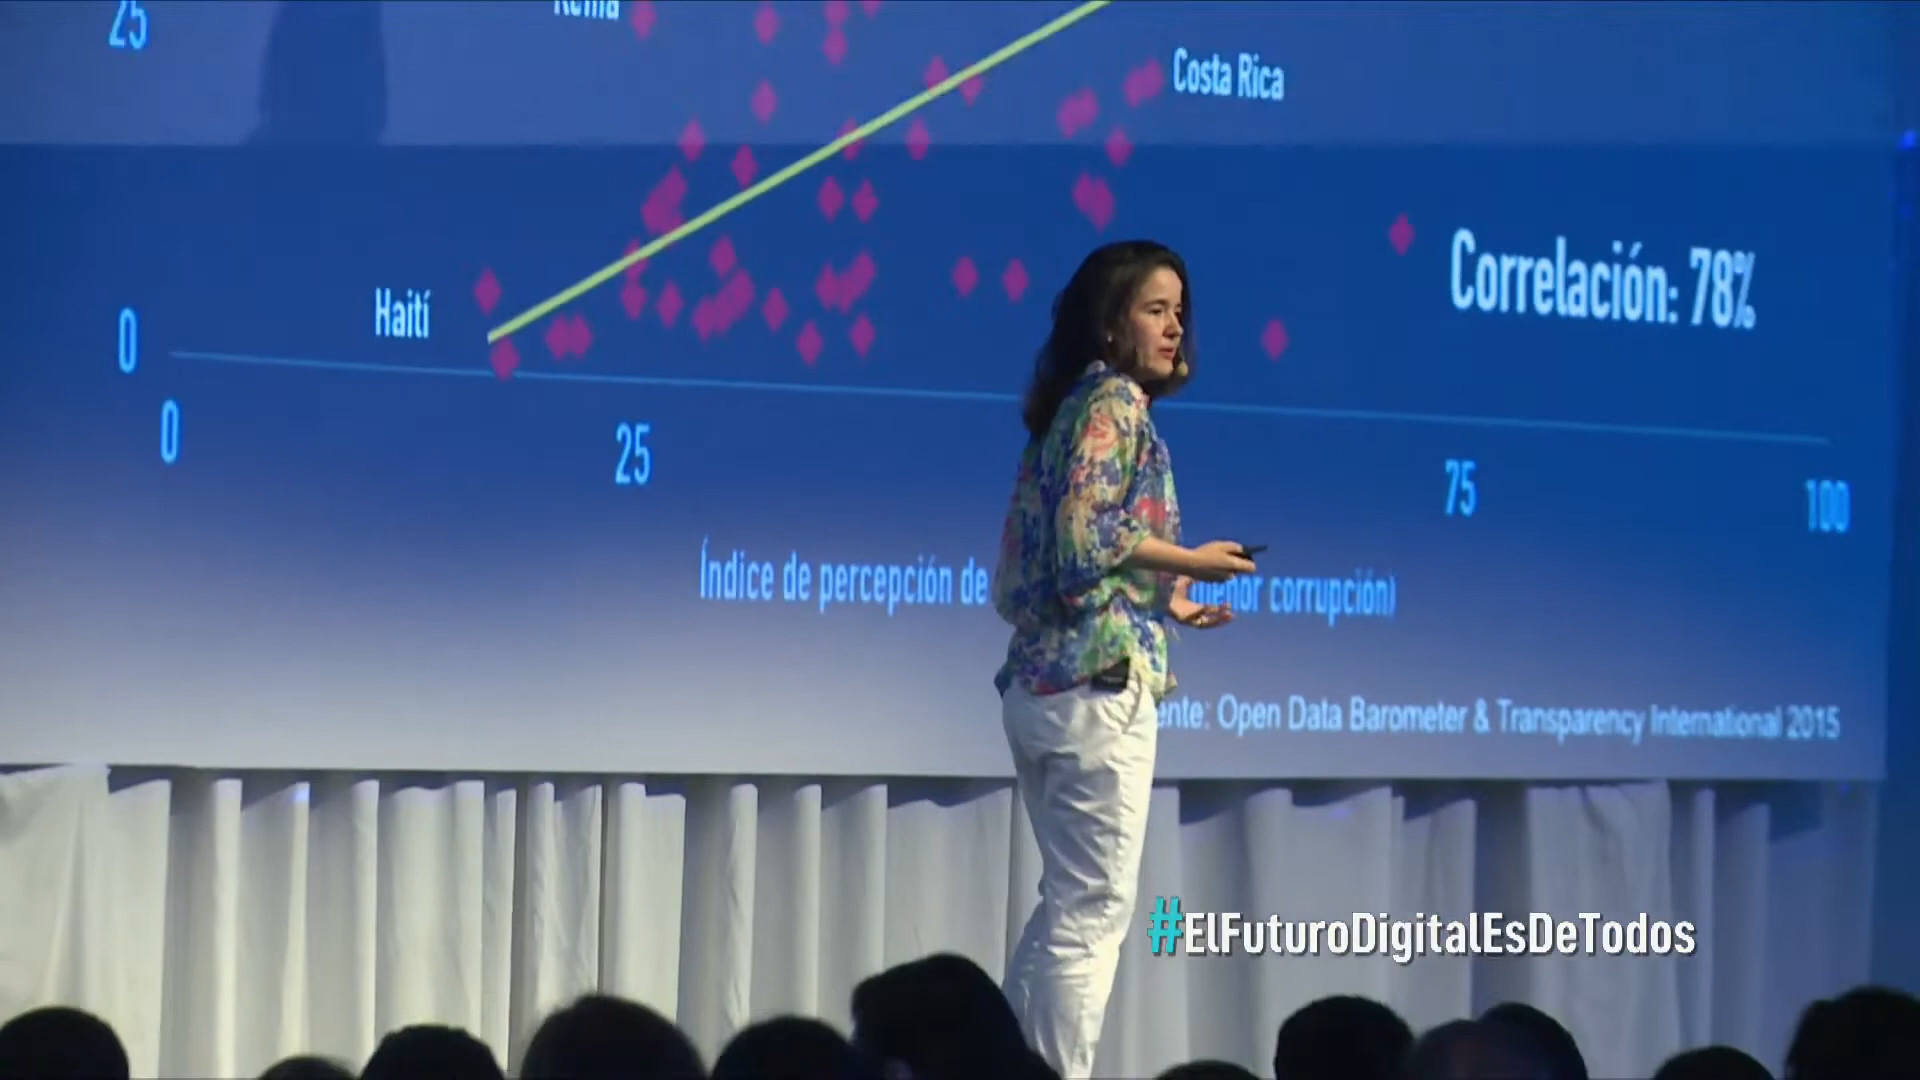 25
Kenia
Costa Rica
Correlación: 78%
Haití
0
0
25
75
100
Índice de percepción de
menor corrupción)
Open Data Barometer & Transparency International 2015
#ElFuturoDigitalEsDeTodos